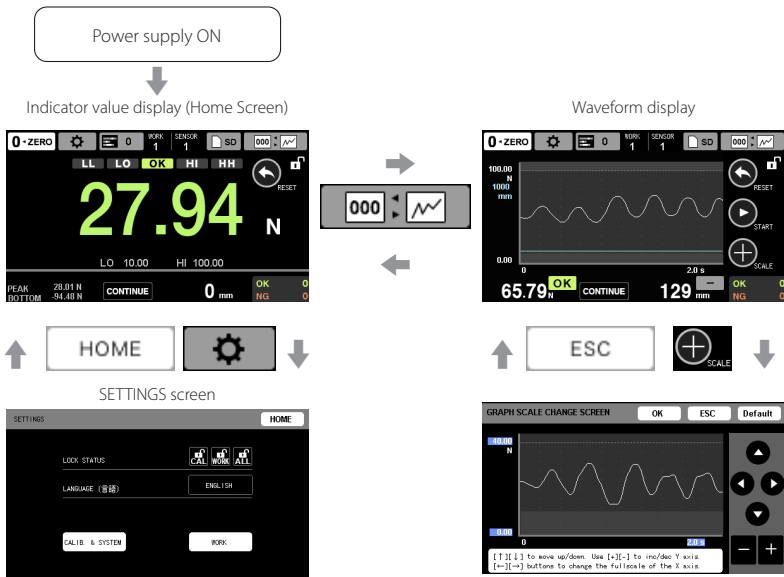 Power supply ON
Indicator value display (Home Screen)
0 ZERO 0 WORK 1 SENSOR 1 SD 000
LL LO OK HI HH
RESET
27.94 N
LO 10.00 HI 100.00
PEAK 28.01 N
BOTTOM -94.48 N
CONTINUE
0 mm
OK 0
NG 0
000
Waveform display
0 ZERO 0 WORK 1 SENSOR 1 SD 000
100.00
N
1000
mm
0.00
0 2.0 s
RESET
START
SCALE
65.79 N OK CONTINUE 129 mm —
OK 0
NG 0
HOME
SETTINGS screen
SETTINGS HOME
LOCK STATUS CAL WORK ALL
LANGUAGE (言語) ENGLISH
CALIB. & SYSTEM WORK
ESC
SCALE
GRAPH SCALE CHANGE SCREEN OK ESC Default
40.00
N
0.00
0 2.0 s
[↑][↓] to move up/down. Use [+][-] to inc/dec Y axis.
[←][→] buttons to change the fullscale of the X axis.